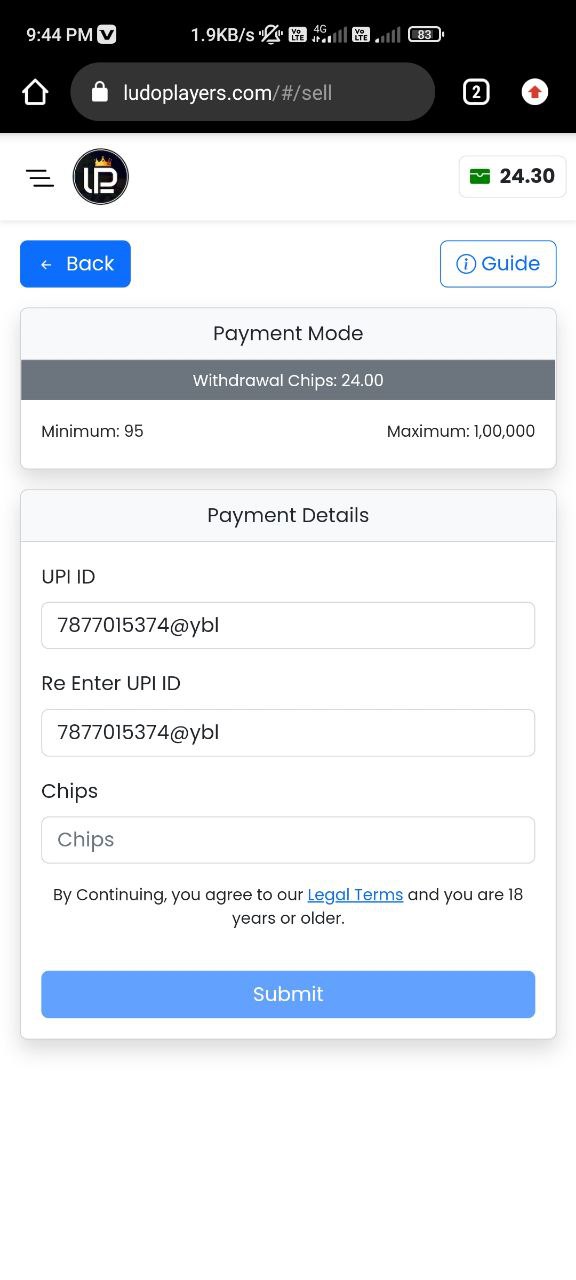 9:44 PM 1.9KB/s Vo LTE 4G Vo LTE 83
ludoplayers.com/#/sell 2
LP 24.30
← Back Guide
Payment Mode
Withdrawal Chips: 24.00
Minimum: 95 Maximum: 1,00,000
Payment Details
UPI ID
7877015374@ybl
Re Enter UPI ID
7877015374@ybl
Chips
Chips
By Continuing, you agree to our Legal Terms and you are 18
years or older.
Submit